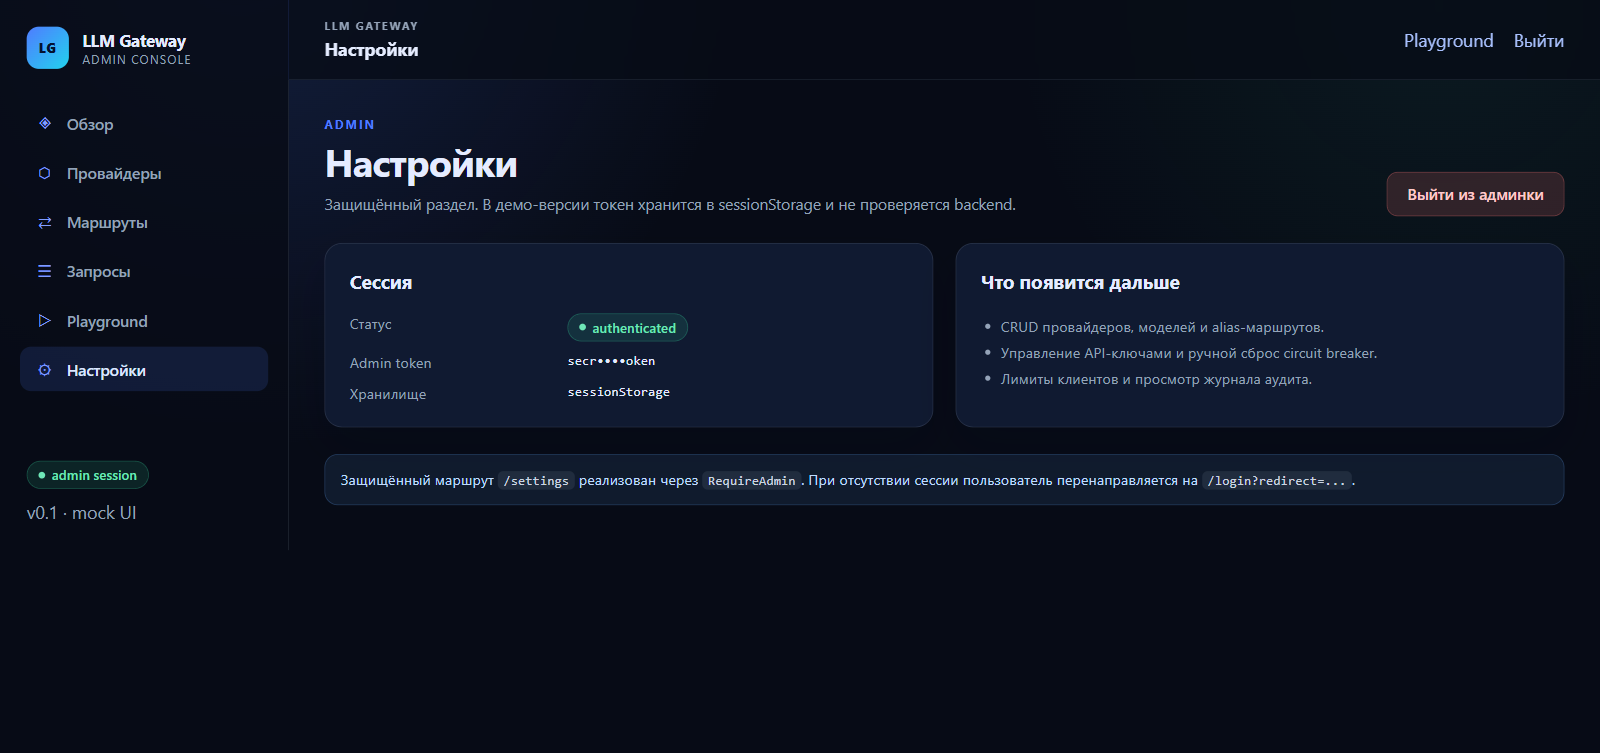 LG
LLM Gateway
ADMIN CONSOLE
Обзор
Провайдеры
Маршруты
Запросы
Playground
Настройки
admin session
v0.1 · mock UI
LLM GATEWAY
Настройки
Playground
Выйти
ADMIN
Настройки
Защищённый раздел. В демо-версии токен хранится в sessionStorage и не проверяется backend.
Выйти из админки
Сессия
Статус
authenticated
Admin token
secr••••oken
Хранилище
sessionStorage
Что появится дальше
• CRUD провайдеров, моделей и alias-маршрутов.
• Управление API-ключами и ручной сброс circuit breaker.
• Лимиты клиентов и просмотр журнала аудита.
Защищённый маршрут /settings реализован через RequireAdmin. При отсутствии сессии пользователь перенаправляется на /login?redirect=... .